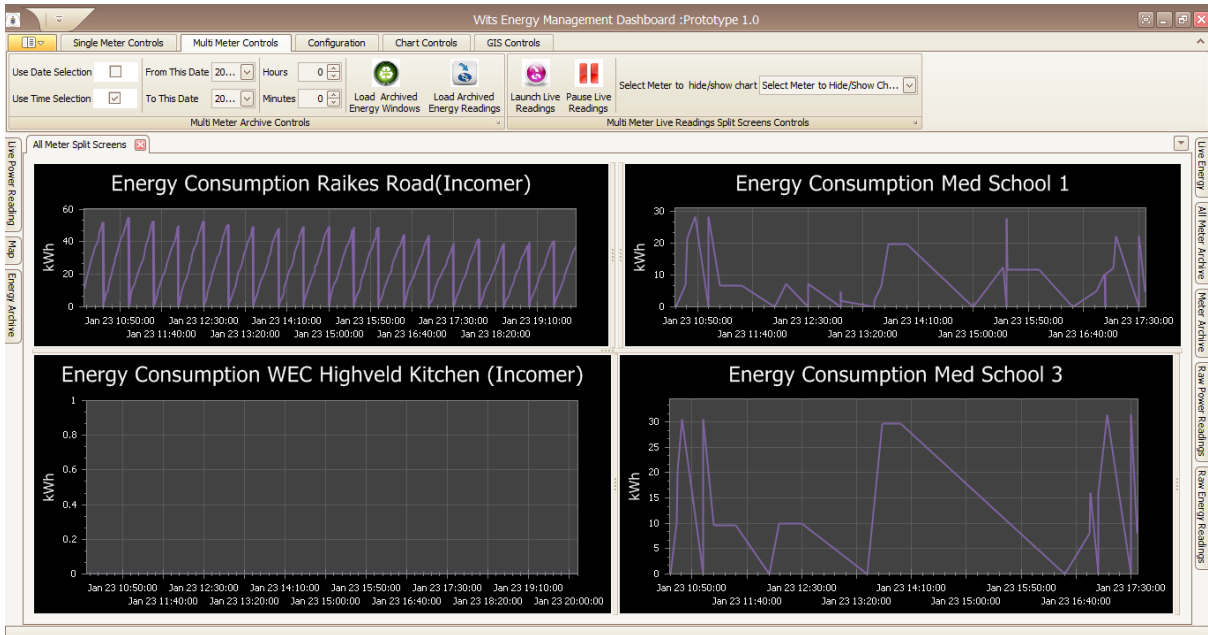 Wits Energy Management Dashboard :Prototype 1.0
Single Meter Controls Multi Meter Controls Configuration Chart Controls GIS Controls
Use Date Selection From This Date 20... Hours 0
Use Time Selection To This Date 20... Minutes 0
Load Archived Energy Windows
Load Archived Energy Readings
Launch Live Readings
Pause Live Readings
Select Meter to hide/show chart Select Meter to Hide/Show Ch...
Multi Meter Archive Controls
Multi Meter Live Readings Split Screens Controls
All Meter Split Screens
Live Power Reading
Map
Energy Archive
Energy Consumption Raikes Road(Incomer)
kWh
60
40
20
0
Jan 23 10:50:00 Jan 23 12:30:00 Jan 23 14:10:00 Jan 23 15:50:00 Jan 23 17:30:00 Jan 23 19:10:00
Jan 23 11:40:00 Jan 23 13:20:00 Jan 23 15:00:00 Jan 23 16:40:00 Jan 23 18:20:00
Energy Consumption Med School 1
kWh
30
20
10
0
Jan 23 10:50:00 Jan 23 12:30:00 Jan 23 14:10:00 Jan 23 15:50:00 Jan 23 17:30:00
Jan 23 11:40:00 Jan 23 13:20:00 Jan 23 15:00:00 Jan 23 16:40:00
Energy Consumption WEC Highveld Kitchen (Incomer)
kWh
1
0.8
0.6
0.4
0.2
0
Jan 23 10:50:00 Jan 23 12:30:00 Jan 23 14:10:00 Jan 23 15:50:00 Jan 23 17:30:00 Jan 23 19:10:00
Jan 23 11:40:00 Jan 23 13:20:00 Jan 23 15:00:00 Jan 23 16:40:00 Jan 23 18:20:00 Jan 23 20:00:00
Energy Consumption Med School 3
kWh
30
25
20
15
10
5
0
Jan 23 10:50:00 Jan 23 12:30:00 Jan 23 14:10:00 Jan 23 15:50:00 Jan 23 17:30:00
Jan 23 11:40:00 Jan 23 13:20:00 Jan 23 15:00:00 Jan 23 16:40:00
Live Energy
All Meter Archive
Meter Archive
Raw Power Readings
Raw Energy Readings